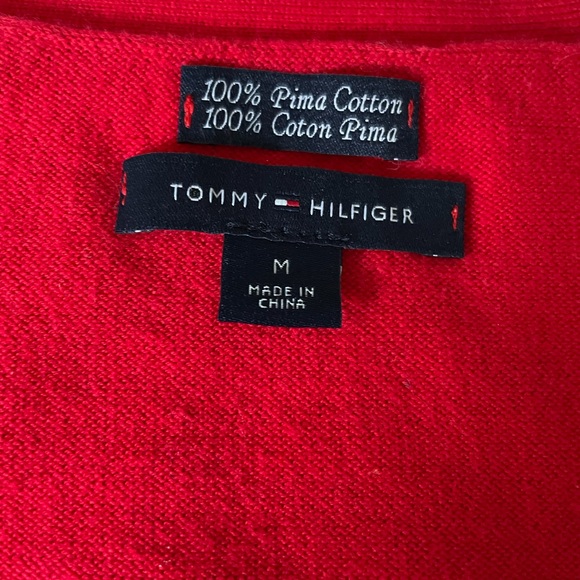 100% Pima Cotton
100% Coton Pima
TOMMY HILFIGER
M
MADE IN
CHINA